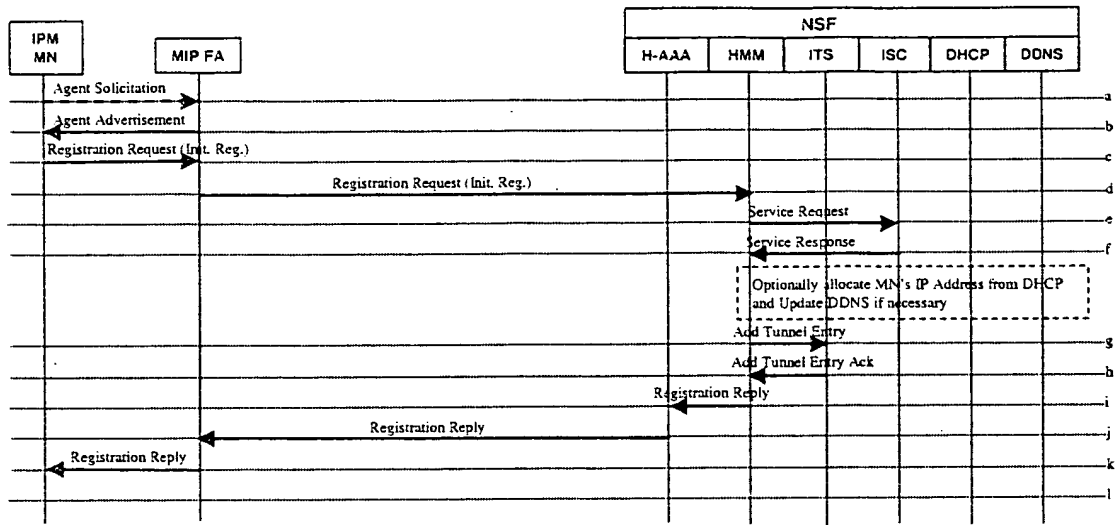 NSF
IPM
MN
MIP FA
H-AAA
HMM
ITS
ISC
DHCP
DDNS
Agent Solicitation
a
Agent Advertisement
b
Registration Request (Init. Reg.)
c
Registration Request (Init. Reg.)
d
Service Request
e
Service Response
f
Optionally allocate MN's IP Address from DHCP
and Update DDNS if necessary
Add Tunnel Entry
g
Add Tunnel Entry Ack
h
Registration Reply
i
Registration Reply
j
Registration Reply
k
l